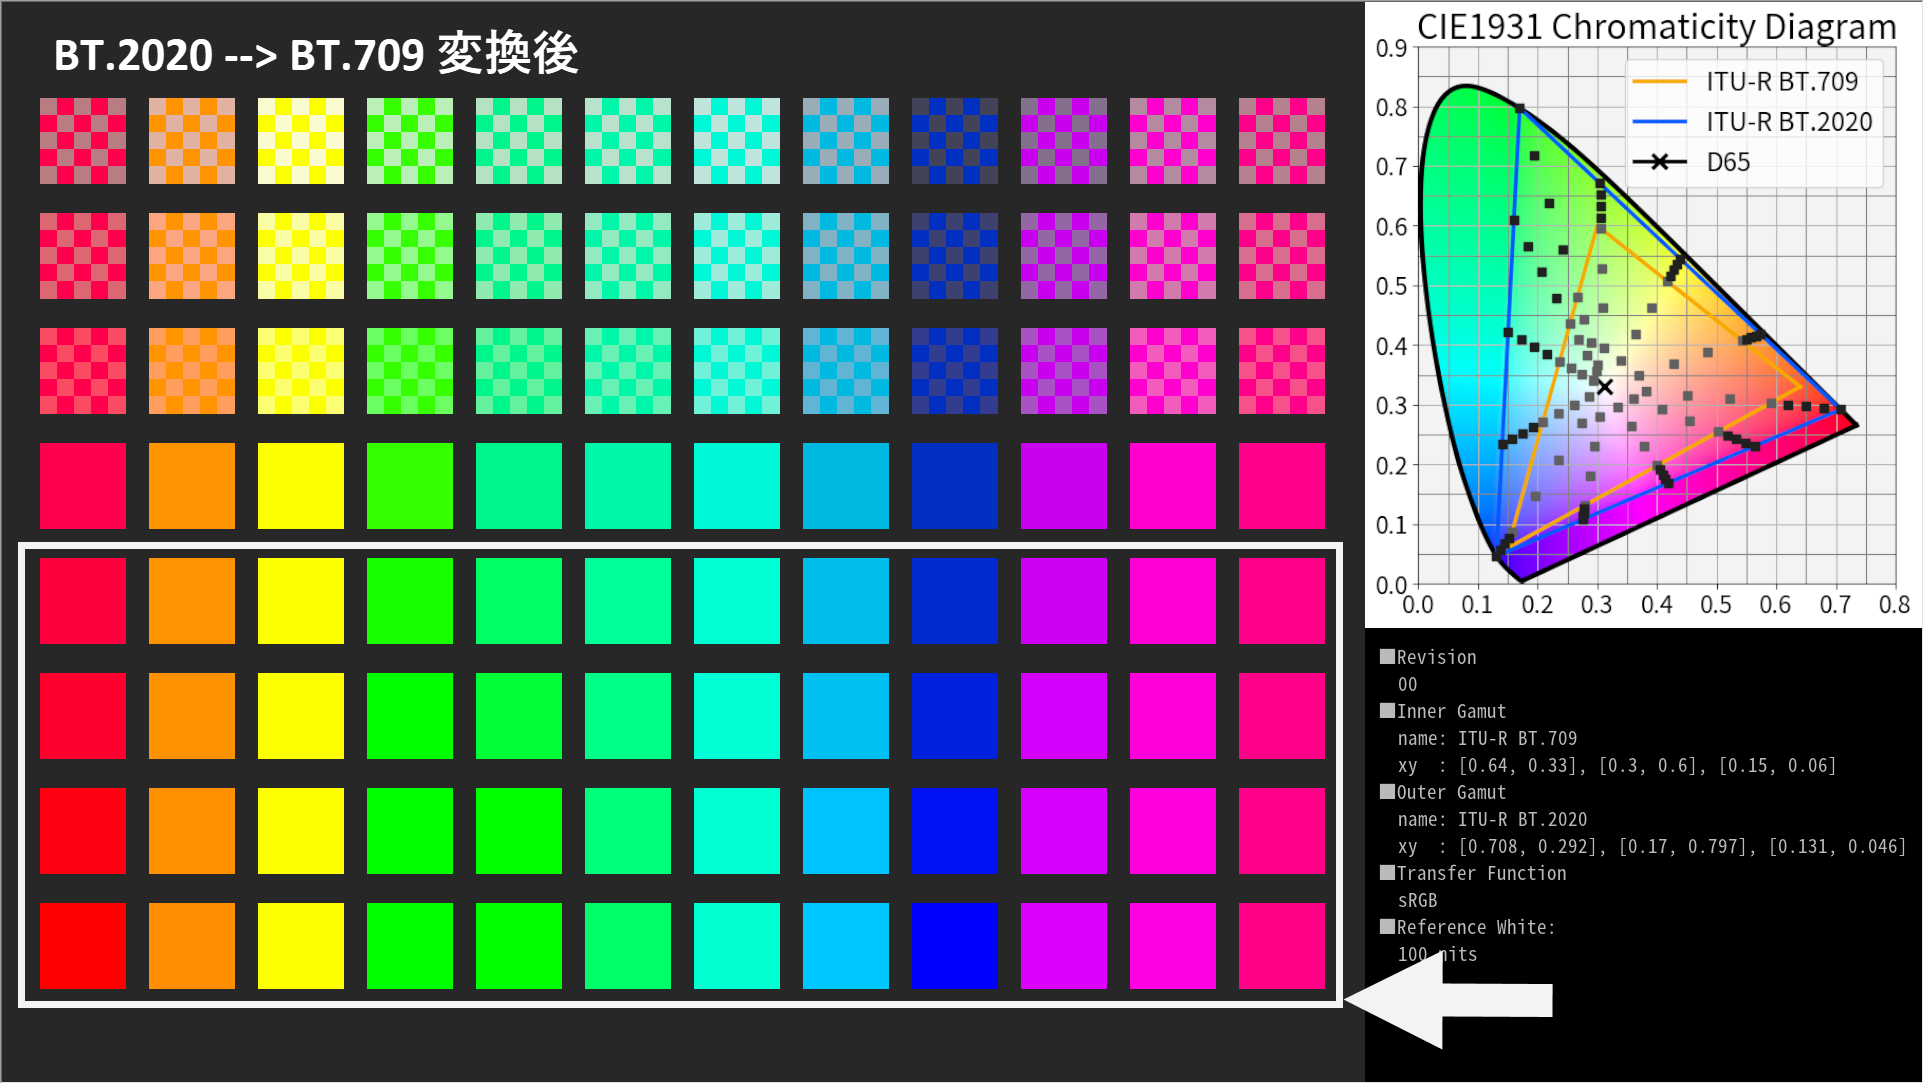 BT.2020 --> BT.709 変換後
CIE1931 Chromaticity Diagram
ITU-R BT.709
ITU-R BT.2020
D65
0.9
0.8
0.7
0.6
0.5
0.4
0.3
0.2
0.1
0.0
0.0 0.1 0.2 0.3 0.4 0.5 0.6 0.7 0.8
■Revision
00
■Inner Gamut
name: ITU-R BT.709
xy : [0.64, 0.33], [0.3, 0.6], [0.15, 0.06]
■Outer Gamut
name: ITU-R BT.2020
xy : [0.708, 0.292], [0.17, 0.797], [0.131, 0.046]
■Transfer Function
sRGB
■Reference White:
100 nits